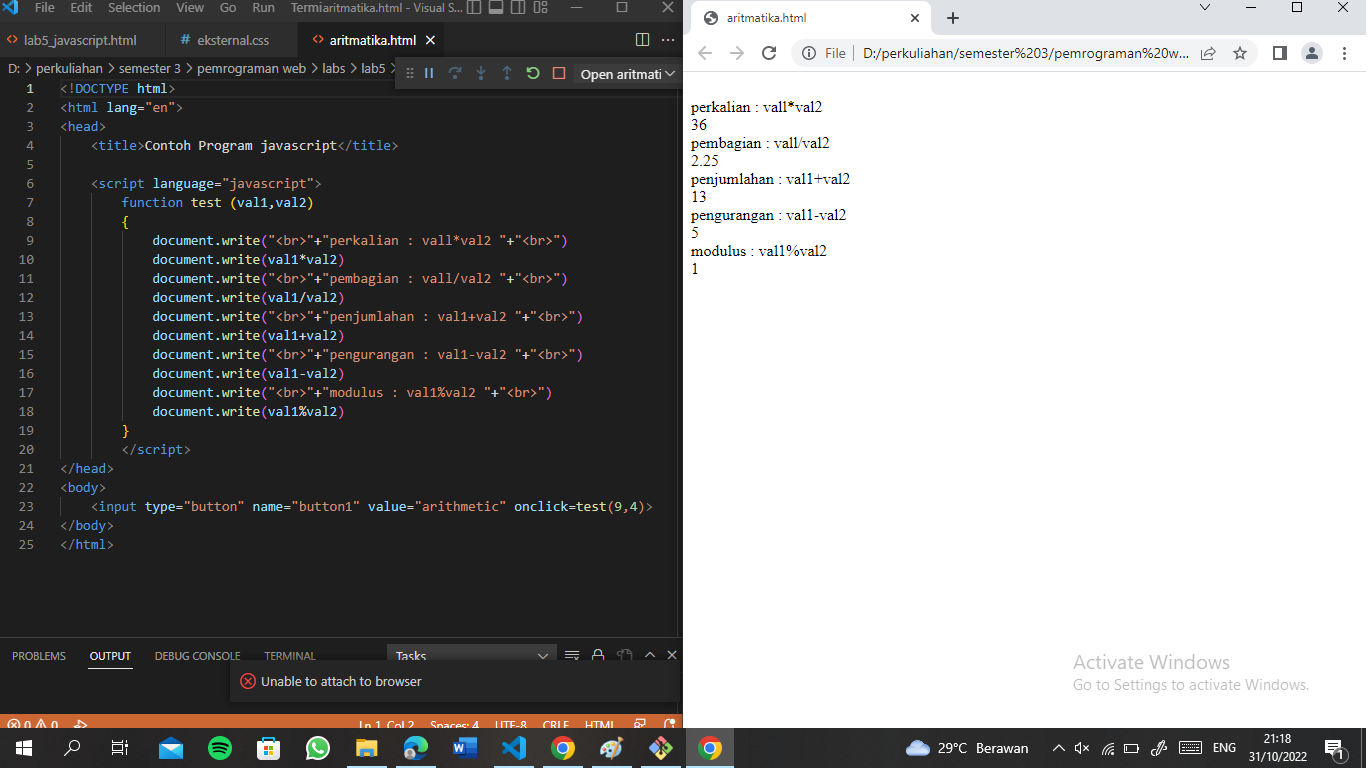 File Edit Selection View Go Run Termiaritmatika.html - Visual S...
lab5_javascript.html # eksternal.css aritmatika.html
D: > perkuliahan > semester 3 > pemrograman web > labs > lab5 >
Open aritmati
1 <!DOCTYPE html>
2 <html lang="en">
3 <head>
4 <title>Contoh Program javascript</title>
5
6 <script language="javascript">
7 function test (val1,val2)
8 {
9 document.write("<br>"+"perkalian : vall*val2 "+"<br>")
10 document.write(val1*val2)
11 document.write("<br>"+"pembagian : vall/val2 "+"<br>")
12 document.write(val1/val2)
13 document.write("<br>"+"penjumlahan : val1+val2 "+"<br>")
14 document.write(val1+val2)
15 document.write("<br>"+"pengurangan : val1-val2 "+"<br>")
16 document.write(val1-val2)
17 document.write("<br>"+"modulus : val1%val2 "+"<br>")
18 document.write(val1%val2)
19 }
20 </script>
21 </head>
22 <body>
23 <input type="button" name="button1" value="arithmetic" onclick=test(9,4)>
24 </body>
25 </html>
PROBLEMS OUTPUT DEBUG CONSOLE TERMINAL Tasks
Unable to attach to browser
0 0 Ln 1, Col 2 Spaces: 4 UTF-8 CRLF HTML
aritmatika.html
File D:/perkuliahan/semester%203/pemrograman%20w...
perkalian : vall*val2
36
pembagian : vall/val2
2.25
penjumlahan : val1+val2
13
pengurangan : val1-val2
5
modulus : val1%val2
1
Activate Windows
Go to Settings to activate Windows.
29°C Berawan ENG
21:18
31/10/2022
1